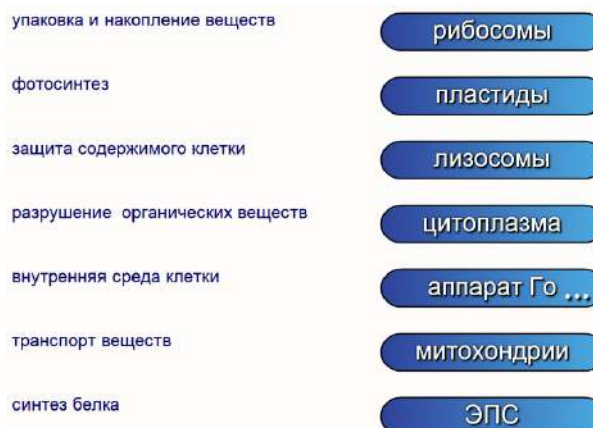 упаковка и накопление веществ
рибосомы
фотосинтез
пластиды
защита содержимого клетки
лизосомы
разрушение органических веществ
цитоплазма
внутренняя среда клетки
аппарат Го ...
транспорт веществ
митохондрии
синтез белка
ЭПС